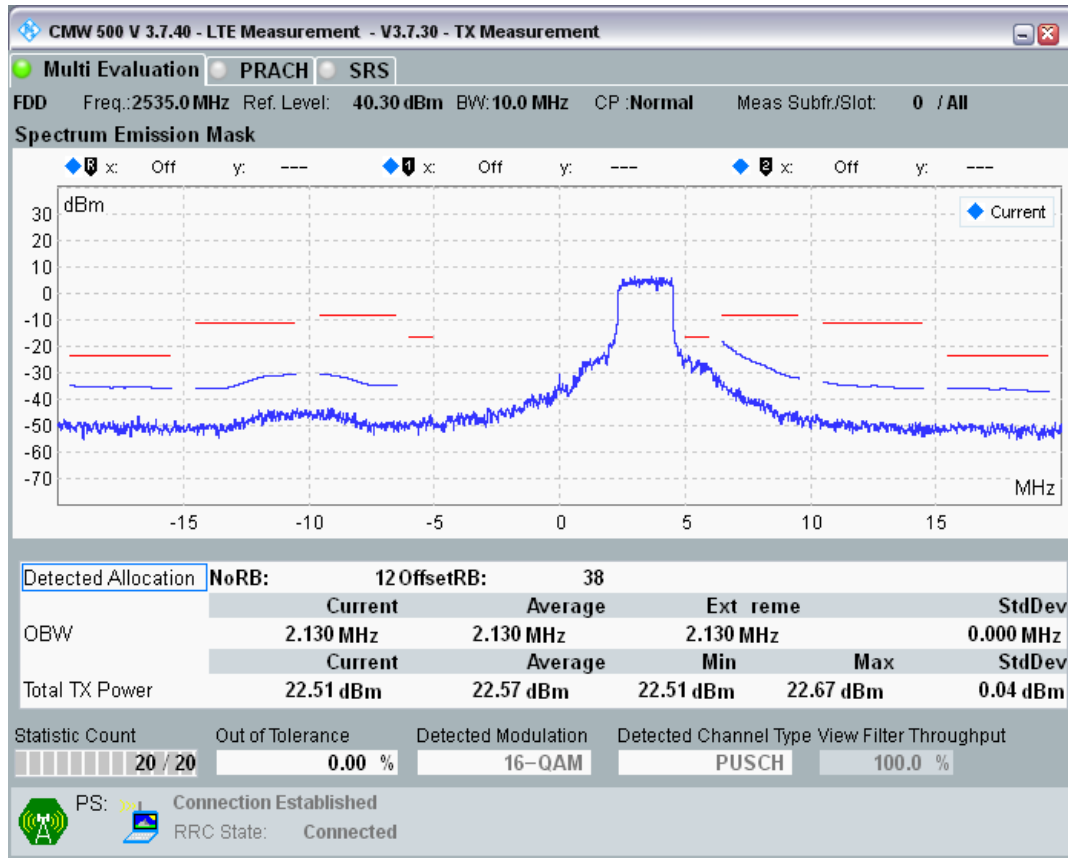 CMW 500 V 3.7.40 - LTE Measurement - V3.7.30 - TX Measurement
Multi Evaluation PRACH SRS
FDD Freq.:2535.0 MHz Ref. Level: 40.30 dBm BW:10.0 MHz CP :Normal Meas Subfr./Slot: 0 / All
Spectrum Emission Mask
R x: Off y: --- 1 x: Off y: --- 2 x: Off y: ---
dBm
Current
30
20
10
0
-10
-20
-30
-40
-50
-60
-70
MHz
-15 -10 -5 0 5 10 15
Detected Allocation NoRB: 12 OffsetRB: 38
Current Average Ext reme StdDev
OBW 2.130 MHz 2.130 MHz 2.130 MHz 0.000 MHz
Current Average Min Max StdDev
Total TX Power 22.51 dBm 22.57 dBm 22.51 dBm 22.67 dBm 0.04 dBm
Statistic Count Out of Tolerance Detected Modulation Detected Channel Type View Filter Throughput
20 / 20 0.00 % 16-QAM PUSCH 100.0 %
PS: Connection Established
RRC State: Connected